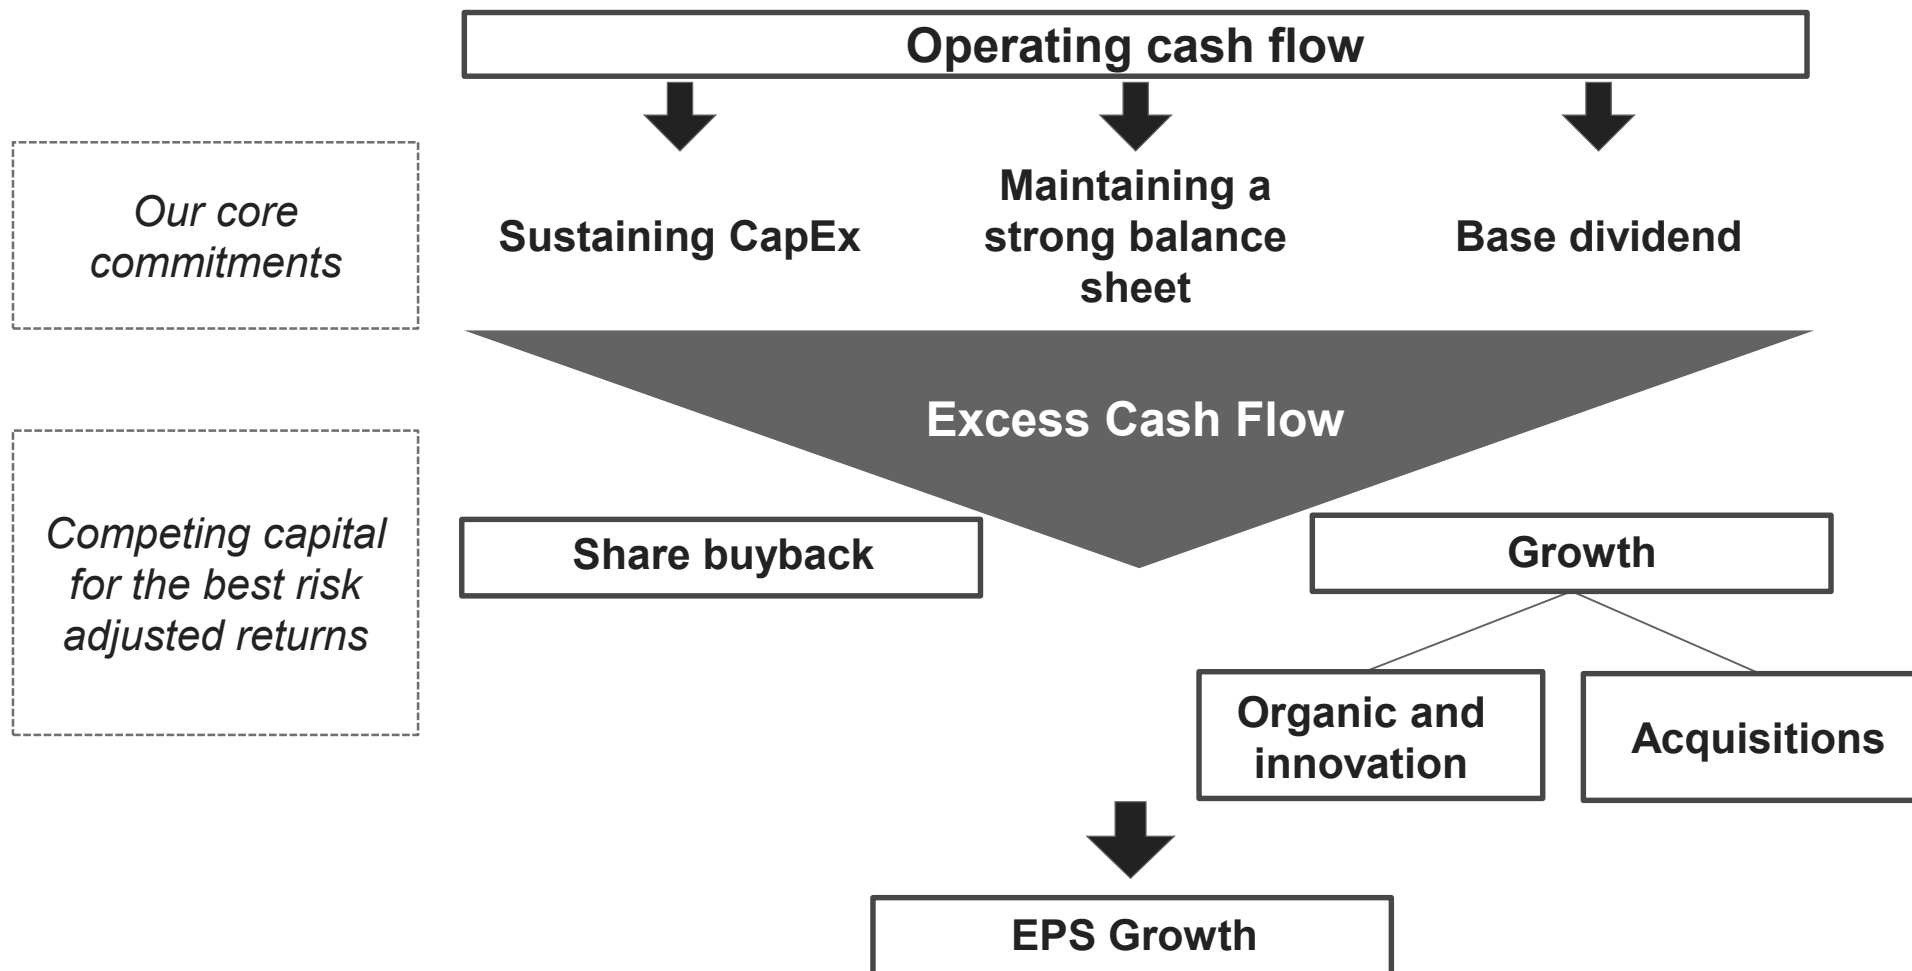 Operating cash flow
Our core
commitments
Sustaining CapEx
Maintaining a
strong balance
sheet
Base dividend
Excess Cash Flow
Competing capital
for the best risk
adjusted returns
Share buyback
Growth
Organic and
innovation
Acquisitions
EPS Growth